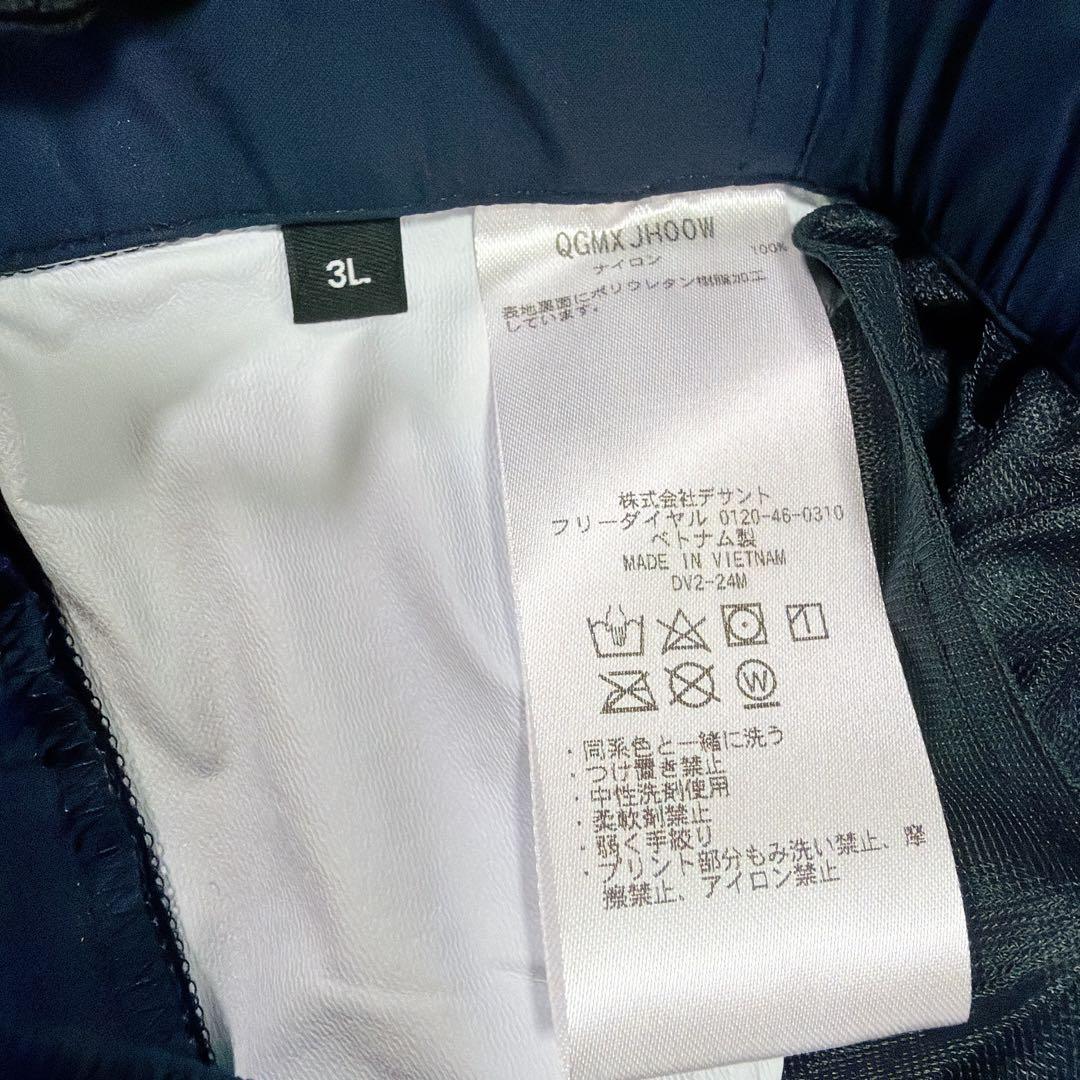 3L
QGMXJH00W
ナイロン 100%
表地裏面にポリウレタン樹脂加工
しています。
株式会社デサント
フリーダイヤル 0120-46-0310
ベトナム製
MADE IN VIETNAM
DV2-24M
W
・同系色と一緒に洗う
・つけ置き禁止
・中性洗剤使用
・柔軟剤禁止
・弱く手絞り
・プリント部分もみ洗い禁止、摩
擦禁止、アイロン禁止